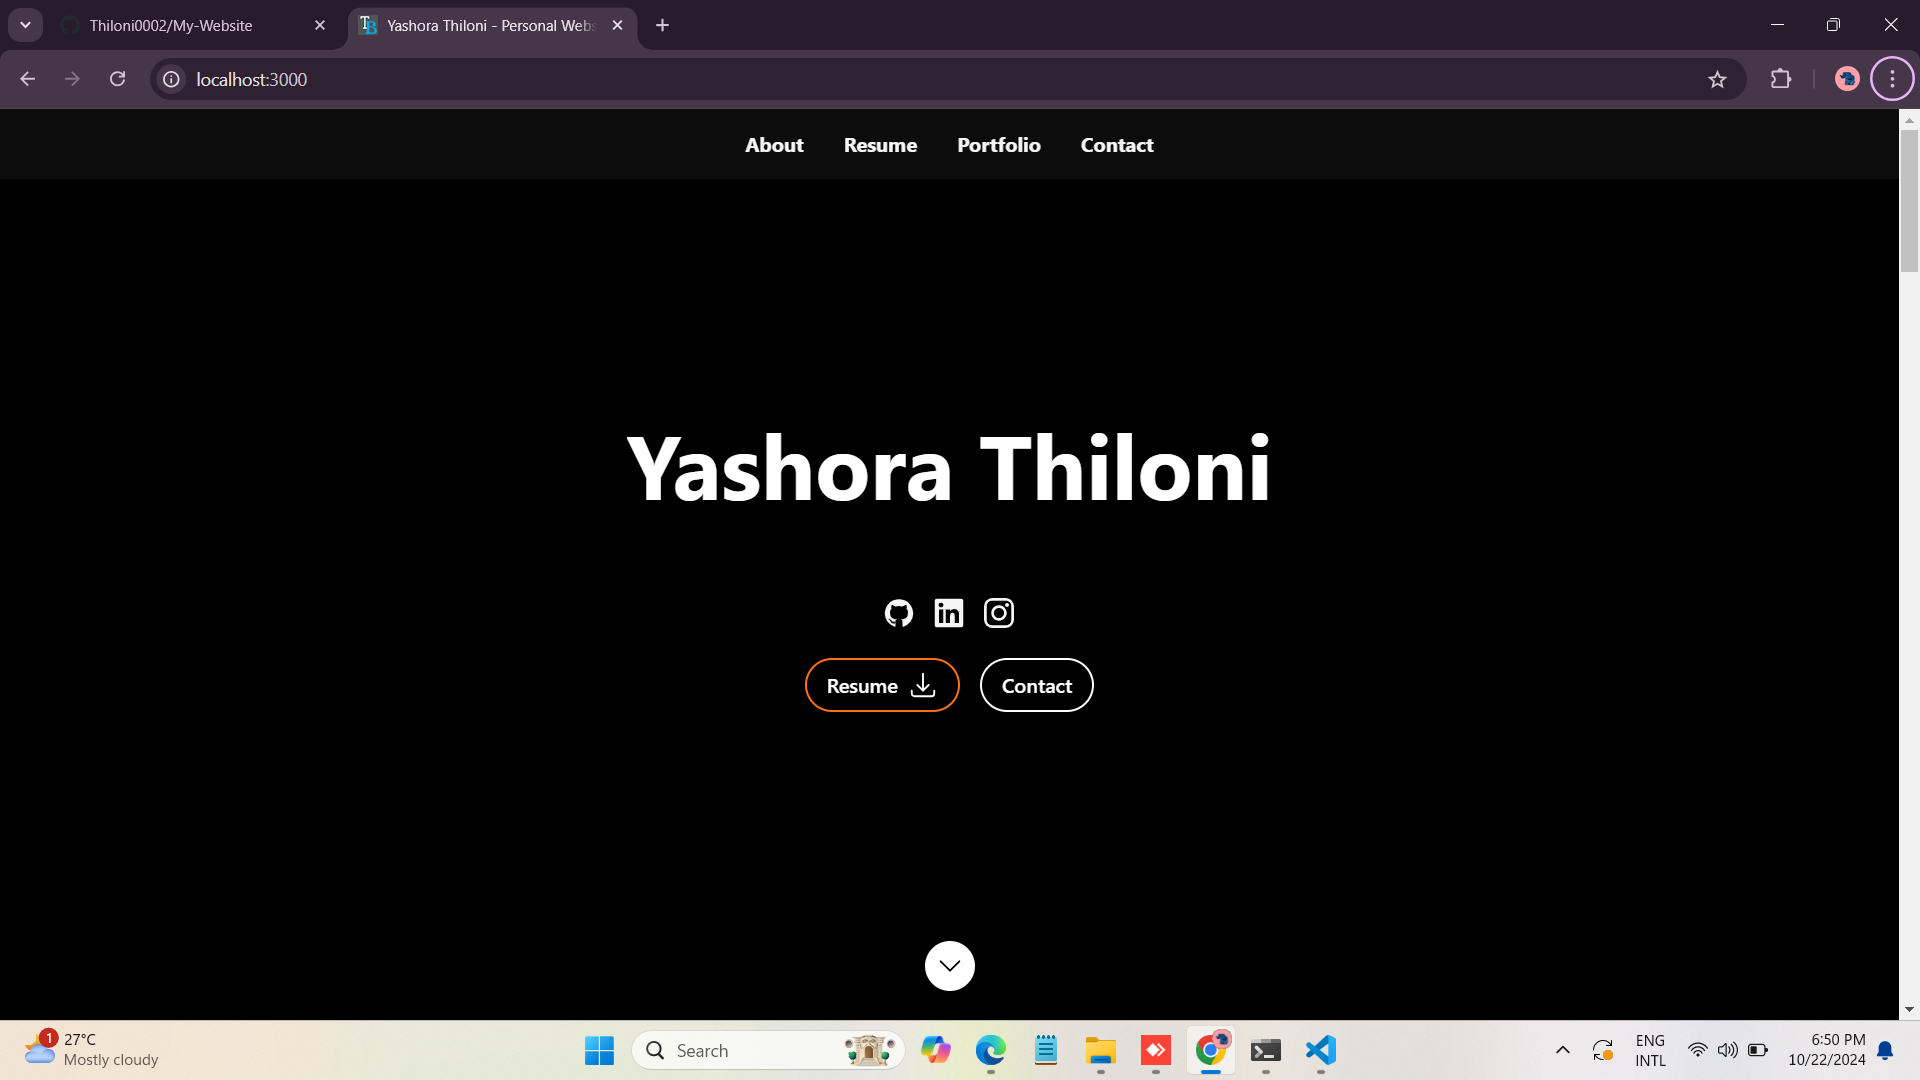 Thiloni0002/My-Website
Yashora Thiloni - Personal Webs
localhost:3000
About Resume Portfolio Contact
Yashora Thiloni
in
Resume
Contact
1
27°C
Mostly cloudy
Search
ENG
INTL
6:50 PM
10/22/2024